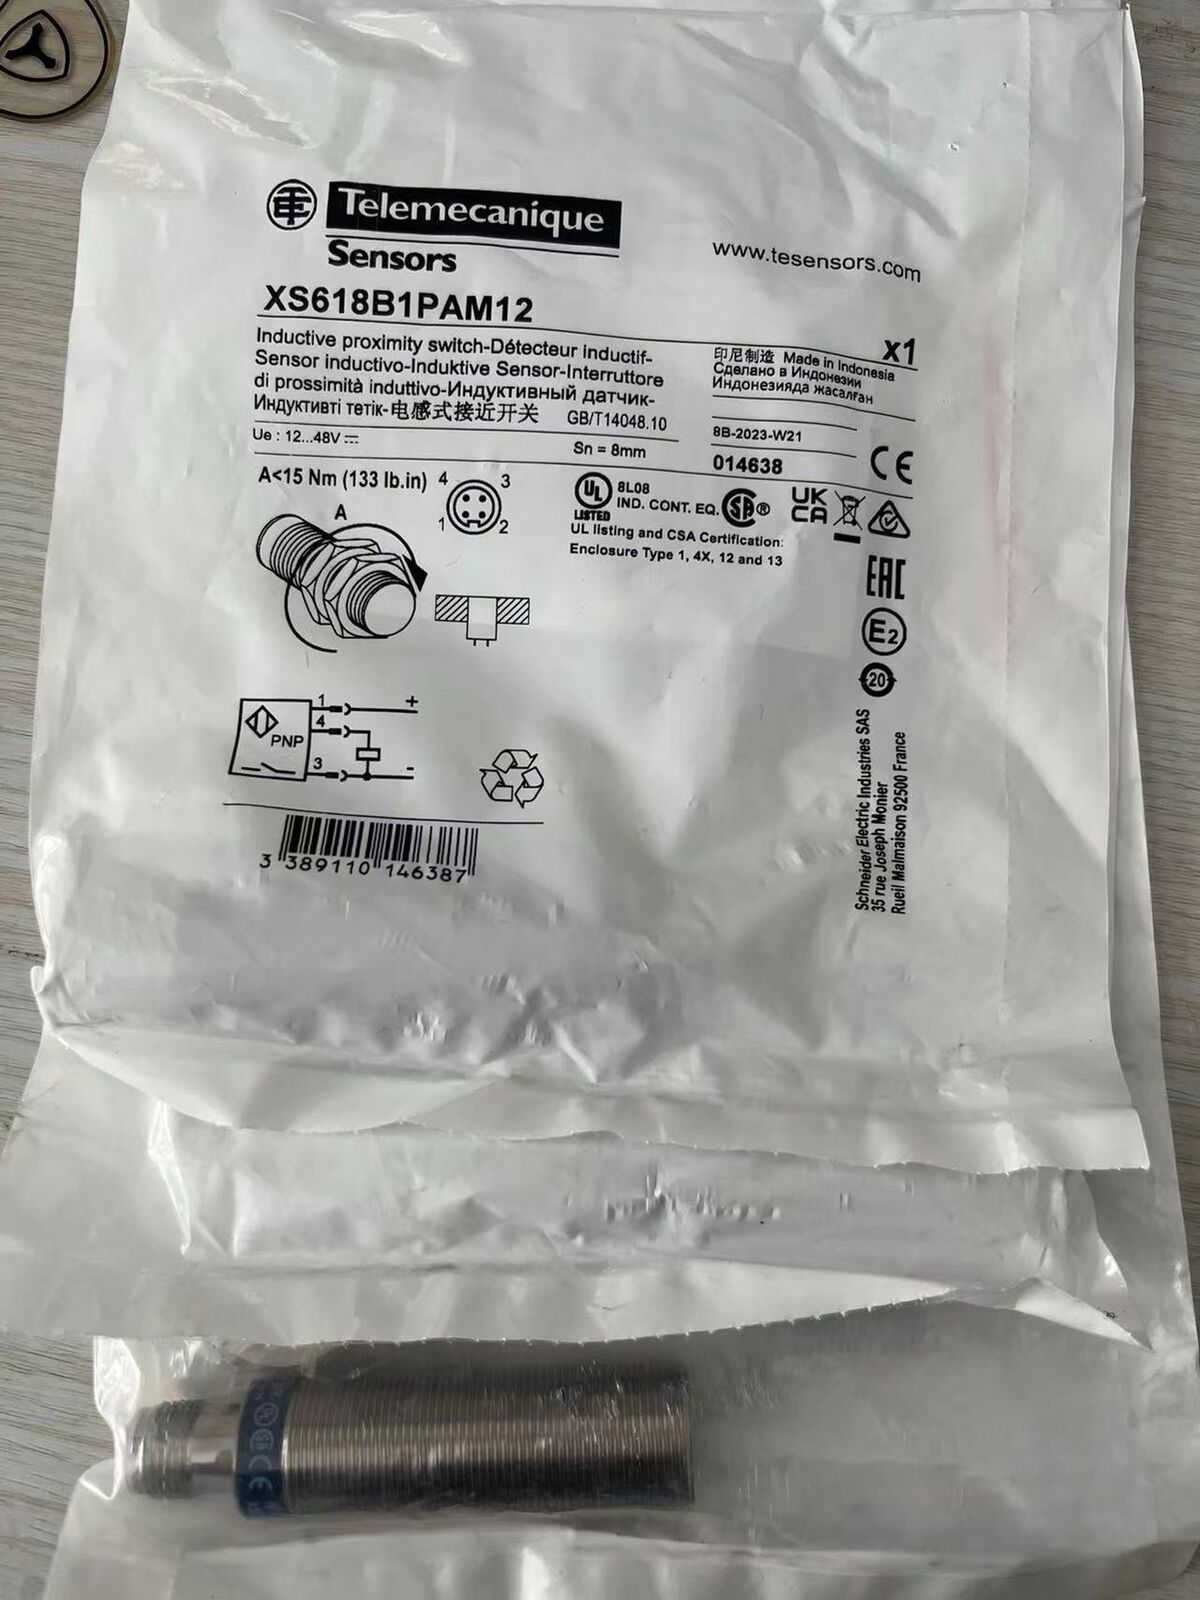 Telemecanique
Sensors
www.tesensors.com
XS618B1PAM12
x1
Inductive proximity switch-Détecteur inductif-
Sensor inductivo-Induktive Sensor-Interruttore
di prossimità induttivo-Индуктивный датчик-
Индуктивті тетік-电感式接近开关 GB/T14048.10
印尼制造 Made in Indonesia
Сделано в Индонезии
Индонезияда жасалған
Ue : 12...48V
Sn = 8mm
8B-2023-W21
014638
CE
A<15 Nm (133 lb.in)
4 3
1 2
A
UL
LISTED
8L08
IND. CONT. EQ.
SA®
UK
CA
UL listing and CSA Certification:
Enclosure Type 1, 4X, 12 and 13
EAC
E2
20
1 +
4
PNP
3 -
3 389110 146387
Schneider Electric Industries SAS
35 rue Joseph Monier
Rueil Malmaison 92500 France
CE